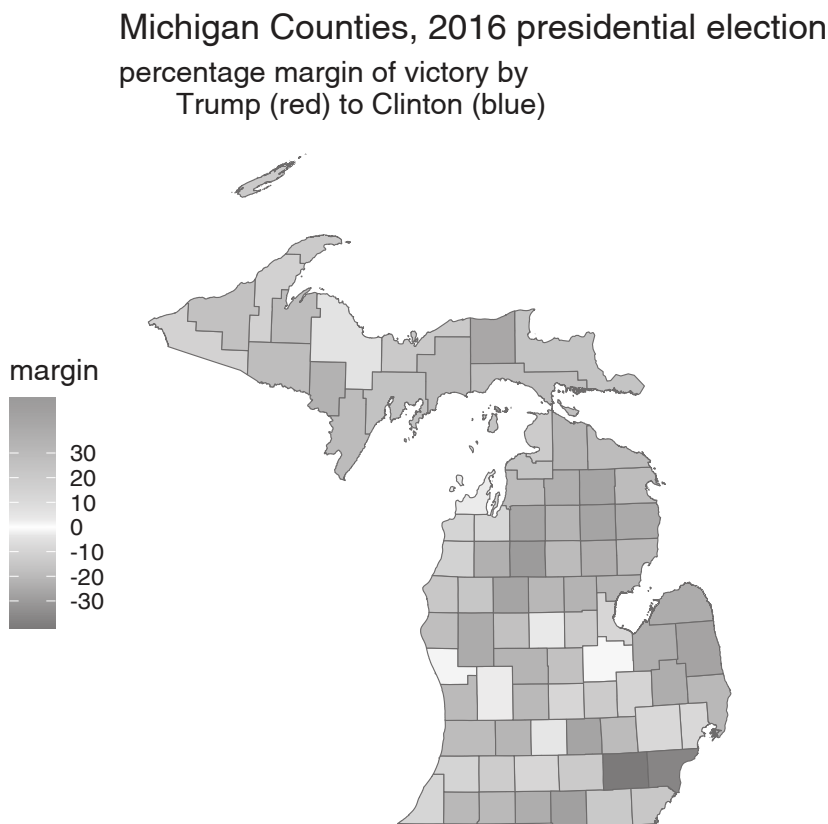 Michigan Counties, 2016 presidential election
percentage margin of victory by
Trump (red) to Clinton (blue)
margin
30
20
10
0
-10
-20
-30